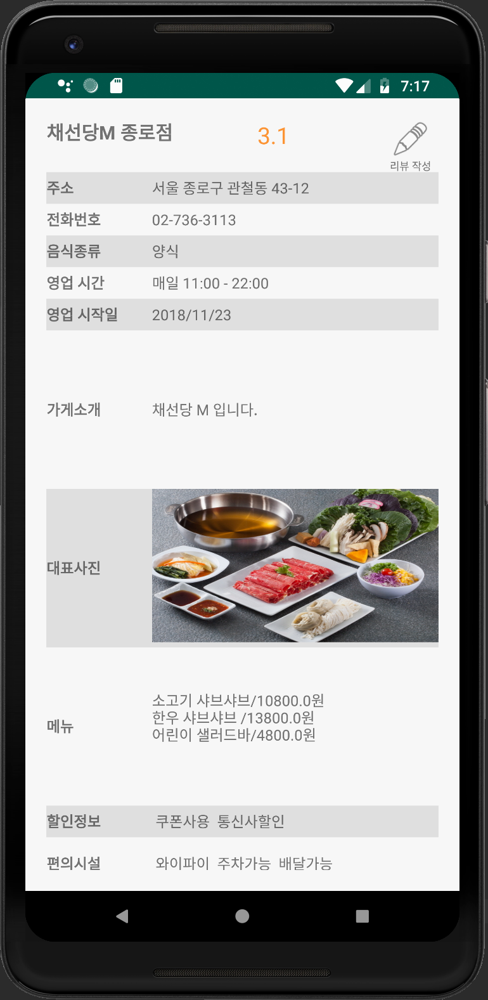 7:17
채선당M 종로점
3.1
리뷰 작성
주소 서울 종로구 관철동 43-12
전화번호 02-736-3113
음식종류 양식
영업 시간 매일 11:00 - 22:00
영업 시작일 2018/11/23
가게소개 채선당 M 입니다.
대표사진
소고기 샤브샤브/10800.0원
한우 샤브샤브 /13800.0원
메뉴
어린이 샐러드바/4800.0원
할인정보 쿠폰사용 통신사할인
편의시설 와이파이 주차가능 배달가능